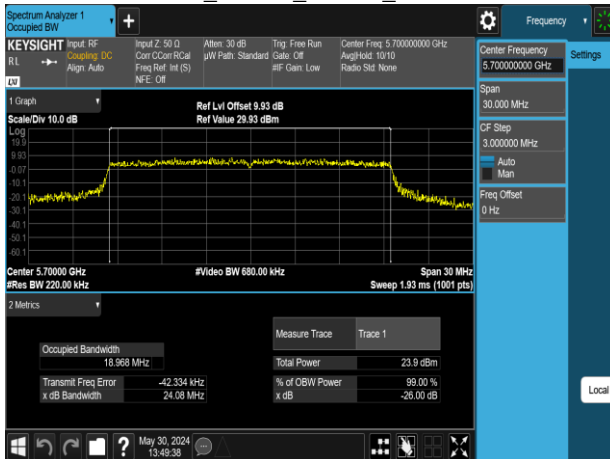 Spectrum Analyzer 1
Occupied BW
Frequency
KEYSIGHT
RL
LXI
Input: RF
Coupling: DC
Align: Auto
Input Z: 50 Ω
Corr CCorr RCal
Freq Ref: Int (S)
NFE: Off
Atten: 30 dB
µW Path: Standard
Trig: Free Run
Gate: Off
#IF Gain: Low
Center Freq: 5.700000000 GHz
Avg|Hold: 10/10
Radio Std: None
Center Frequency
5.700000000 GHz
Settings
Span
30.000 MHz
CF Step
3.000000 MHz
Auto
Man
Freq Offset
0 Hz
Local
1 Graph
Scale/Div 10.0 dB
Ref Lvl Offset 9.93 dB
Ref Value 29.93 dBm
Log
19.9
9.93
-0.07
-10.1
-20.1
-30.1
-40.1
-50.1
-60.1
Center 5.70000 GHz
#Video BW 680.00 kHz
Span 30 MHz
#Res BW 220.00 kHz
Sweep 1.93 ms (1001 pts)
2 Metrics
Measure Trace Trace 1
Occupied Bandwidth
18.968 MHz
Total Power 23.9 dBm
Transmit Freq Error -42.334 kHz
% of OBW Power 99.00 %
x dB Bandwidth 24.08 MHz
x dB -26.00 dB
May 30, 2024
13:49:38